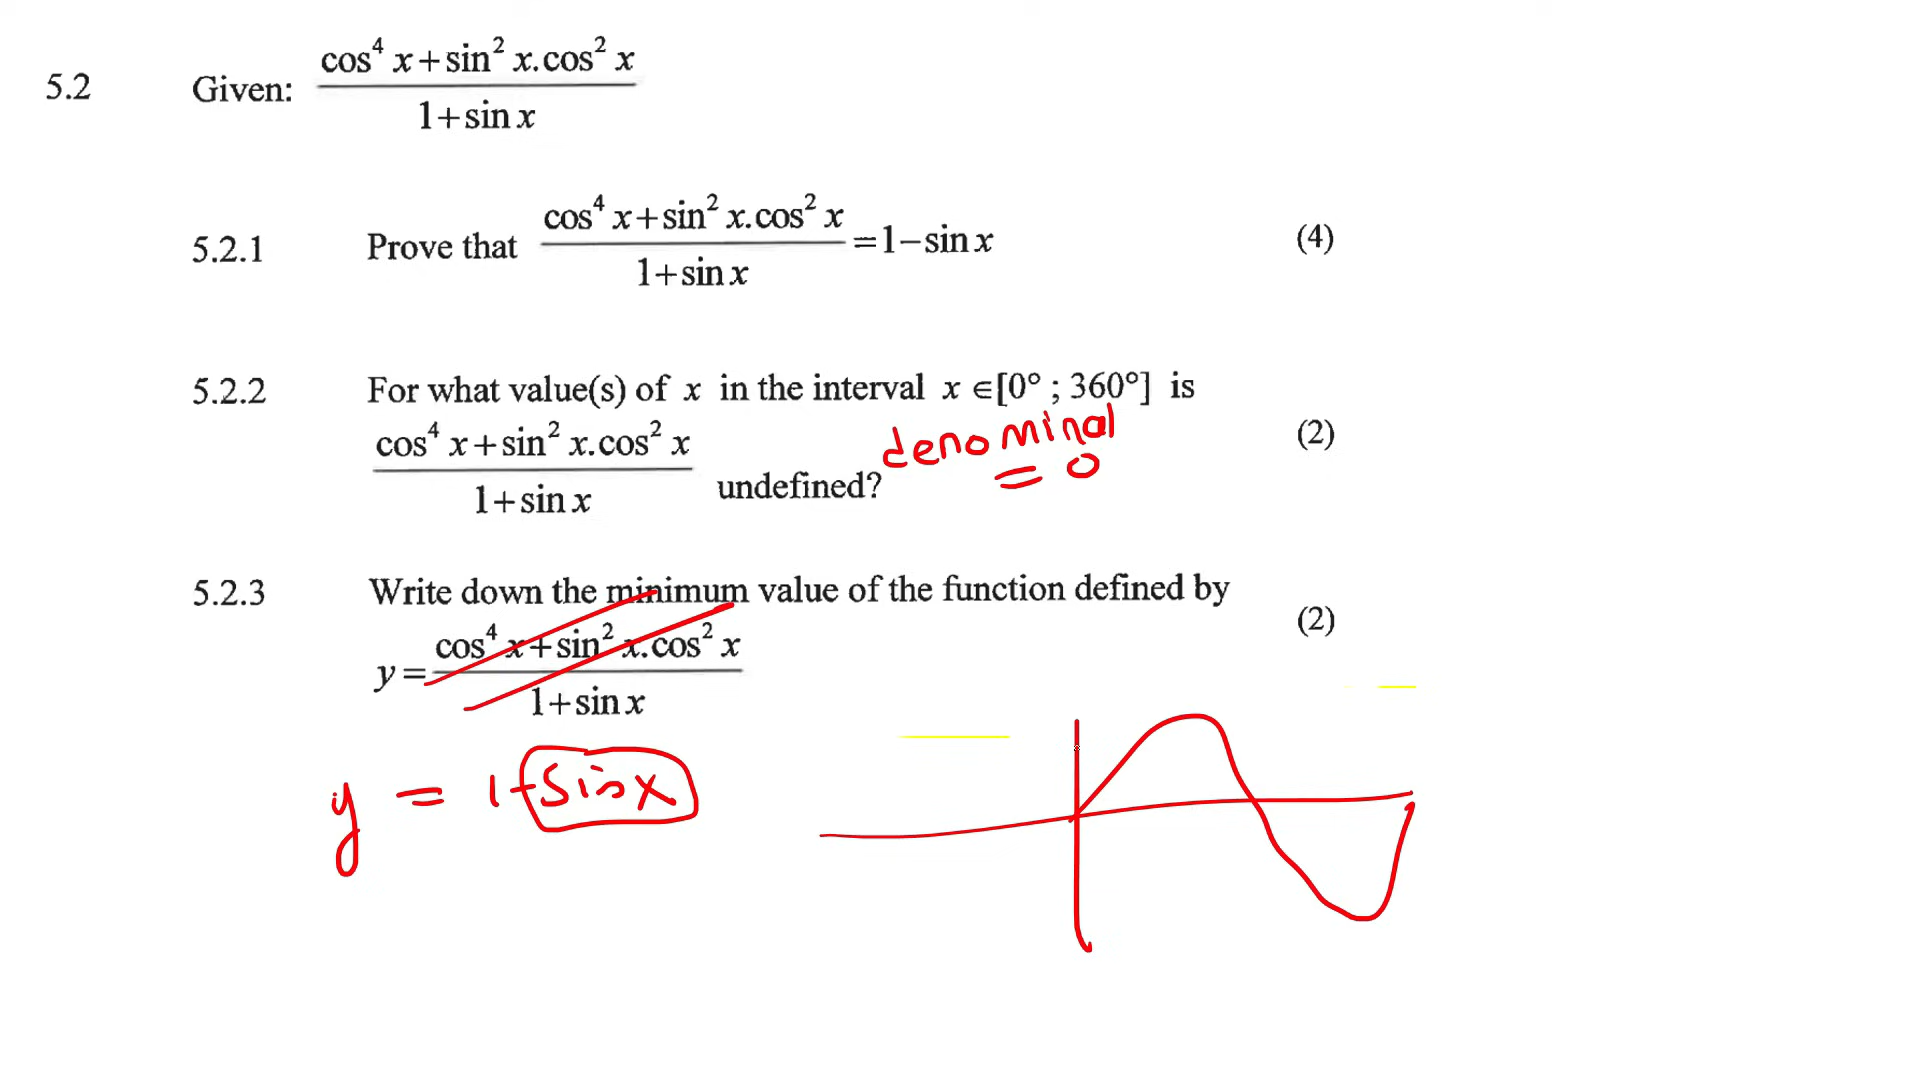 5.2 Given: cos⁴ x + sin² x.cos² x / 1 + sin x
5.2.1 Prove that cos⁴ x + sin² x.cos² x / 1 + sin x = 1 − sin x (4)
5.2.2 For what value(s) of x in the interval x ∈ [0° ; 360°] is
cos⁴ x + sin² x.cos² x / 1 + sin x undefined? (2)
denominal
= 0
5.2.3 Write down the minimum value of the function defined by
y = cos⁴ x + sin² x.cos² x / 1 + sin x (2)
y = 1 - sin x